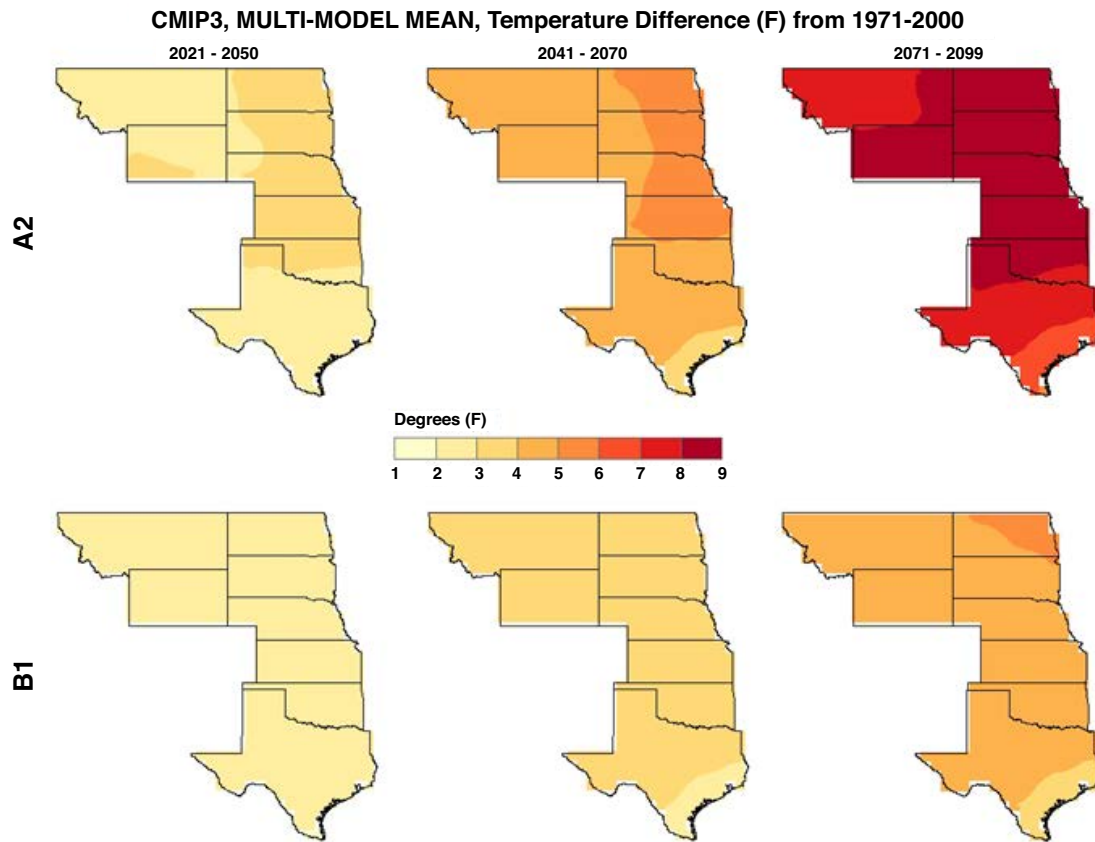 CMIP3, MULTI-MODEL MEAN, Temperature Difference (F) from 1971-2000
2021 - 2050 2041 - 2070 2071 - 2099
A2
Degrees (F)
1 2 3 4 5 6 7 8 9
B1